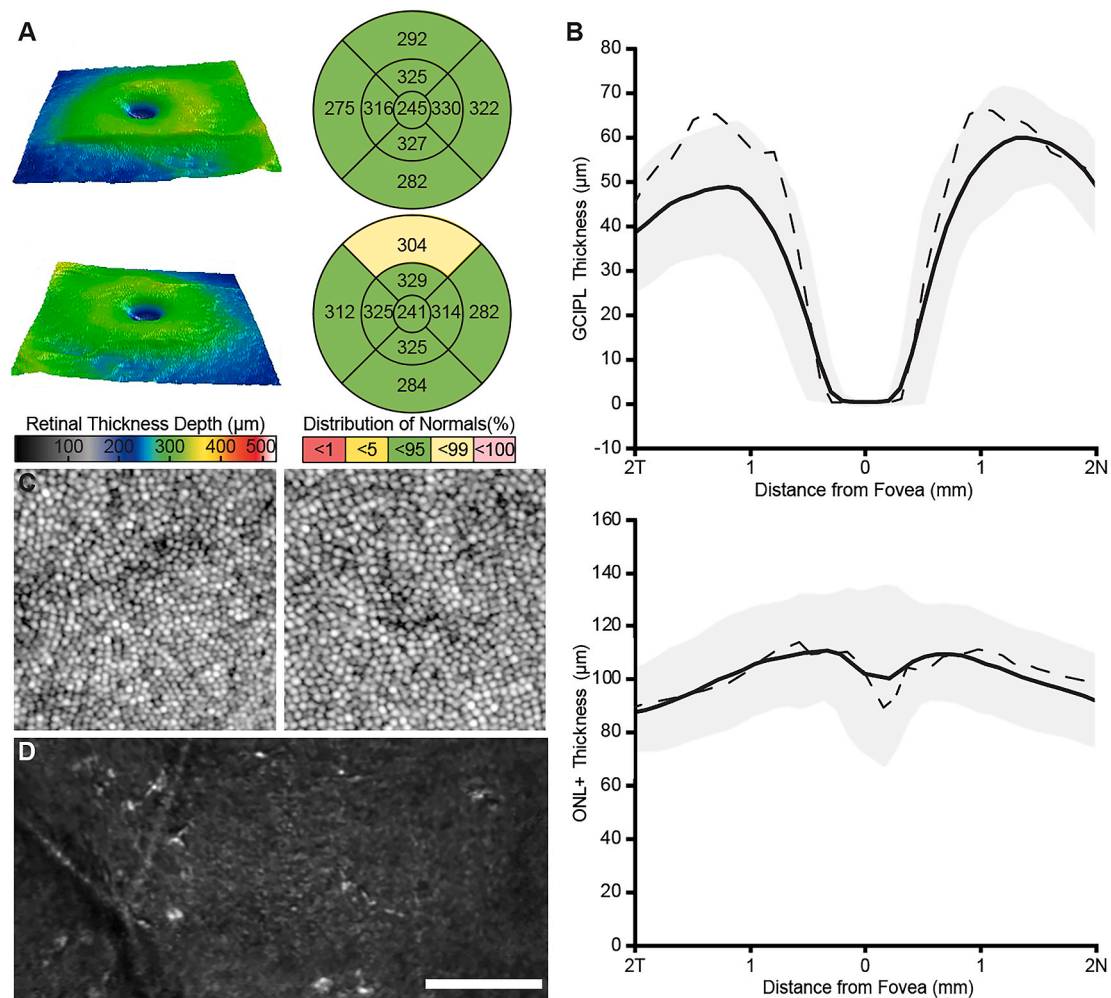 A
292
325
275 316 245 330 322
327
282
304
329
312 325 241 314 282
325
284
Retinal Thickness Depth (µm)
100 200 300 400 500
Distribution of Normals(%)
<1 <5 <95 <99 <100
C
D
B
80
70
60
50
40
30
20
10
0
-10
GCIPL Thickness (µm)
2T 1 0 1 2N
Distance from Fovea (mm)
160
140
120
100
80
60
40
20
0
ONL+ Thickness (µm)
2T 1 0 1 2N
Distance from Fovea (mm)